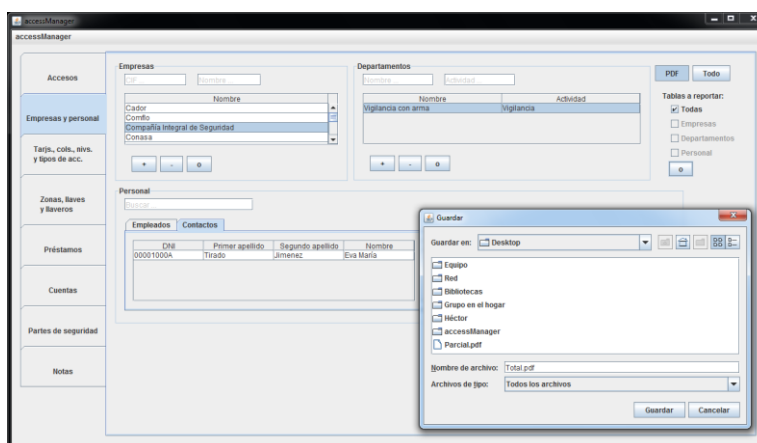 accessManager
accessManager
Accesos
Empresas y personal
Tarjs., cols., nivs.
y tipos de acc.
Zonas, llaves
y llaveros
Préstamos
Cuentas
Partes de seguridad
Notas
Empresas
CIF ...
Nombre ...
Nombre
Cador
Comflo
Compañía Integral de Seguridad
Conasa
+ - o
Departamentos
Nombre ...
Actividad ...
Nombre Actividad
Vigilancia con arma Vigilancia
+ - o
PDF Todo
Tablas a reportar:
Todas
Empresas
Departamentos
Personal
o
Personal
Buscar ...
Empleados Contactos
DNI Primer apellido Segundo apellido Nombre
00001000A Tirado Jimenez Eva María
Guardar
Guardar en: Desktop
Equipo
Red
Bibliotecas
Grupo en el hogar
Héctor
accessManager
Parcial.pdf
Nombre de archivo: Total.pdf
Archivos de tipo: Todos los archivos
Guardar Cancelar